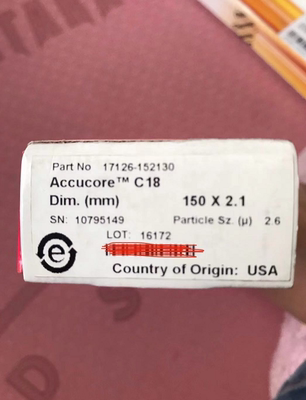 Part No 17126-152130
Accucore™ C18
Dim. (mm) 150 X 2.1
SN: 10795149 Particle Sz. (µ) 2.6
LOT: 16172
e
Country of Origin: USA